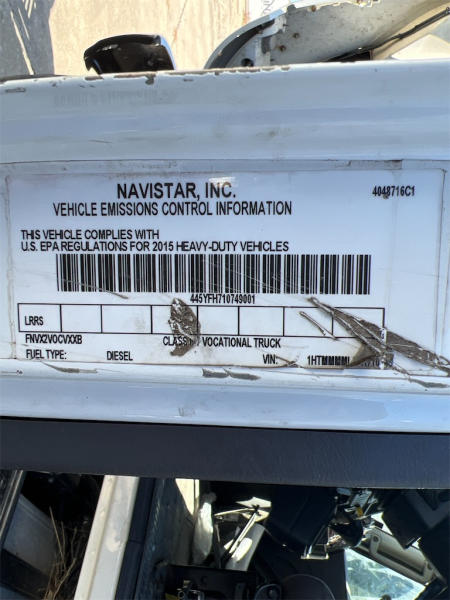 NAVISTAR, INC.
4048716C1
VEHICLE EMISSIONS CONTROL INFORMATION
THIS VEHICLE COMPLIES WITH
U.S. EPA REGULATIONS FOR 2015 HEAVY-DUTY VEHICLES
445YFH710749001
LRRS
FNVX2VOCVXXB VOCATIONAL TRUCK
FUEL TYPE: DIESEL VIN: